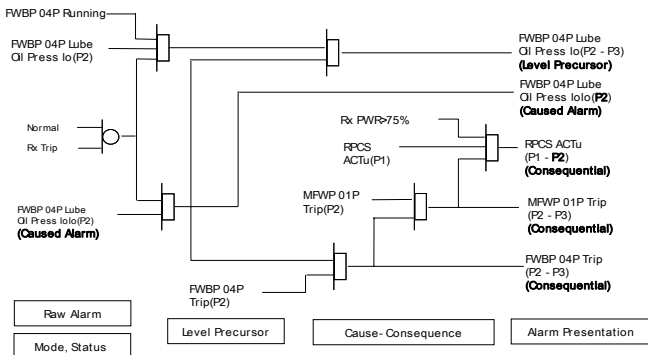 FWBP 04P Running
FWBP 04P Lube
Oil Press lo(P2)
Normal
Rx Trip
FWBP 04P Lube
Oil Press lolo(P2)
(Caused Alarm)
FWBP 04P
Trip(P2)
MFWP 01P
Trip(P2)
Rx PWR>75%
RPCS
ACTu(P1)
FWBP 04P Lube
Oil Press lo(P2 - P3)
(Level Precursor)
FWBP 04P Lube
Oil Press lolo(P2)
(Caused Alarm)
RPCS ACTu
(P1 - P2)
(Consequential)
MFWP 01P Trip
(P2 - P3)
(Consequential)
FWBP 04P Trip
(P2 - P3)
(Consequential)
Raw Alarm
Mode, Status
Level Precursor
Cause- Consequence
Alarm Presentation